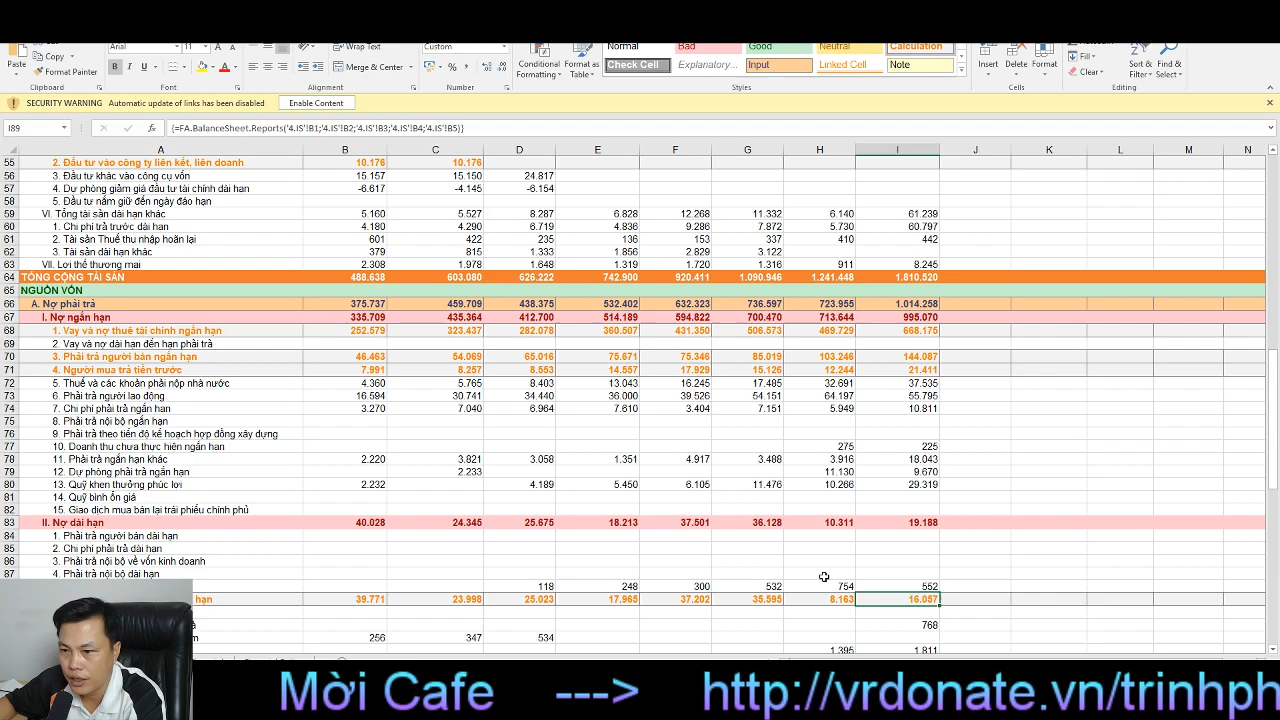 Arial 11 Wrap Text Custom Normal Bad Good Neutral Calculation
Paste Copy Format Painter B I U Merge & Center % Conditional Formatting Format as Table Check Cell Explanatory... Input Linked Cell Note Insert Delete Format Fill Clear Sort & Filter Find & Select
Clipboard Font Alignment Number Styles Cells Editing
SECURITY WARNING Automatic update of links has been disabled Enable Content
I89 {=FA.BalanceSheet.Reports('4.IS'!B1;'4.IS'!B2;'4.IS'!B3;'4.IS'!B4;'4.IS'!B5)}
A B C D E F G H I J K L M N
55 2. Đầu tư vào công ty liên kết, liên doanh 10.176 10.176
56 3. Đầu tư khác vào công cụ vốn 15.157 15.150 24.817
57 4. Dự phòng giảm giá đầu tư tài chính dài hạn -6.617 -4.145 -6.154
58 5. Đầu tư nắm giữ đến ngày đáo hạn
59 VI. Tổng tài sản dài hạn khác 5.160 5.527 8.287 6.828 12.268 11.332 6.140 61.239
60 1. Chi phí trả trước dài hạn 4.180 4.290 6.719 4.836 9.286 7.872 5.730 60.797
61 2. Tài sản Thuế thu nhập hoãn lại 601 422 235 136 153 337 410 442
62 3. Tài sản dài hạn khác 379 815 1.333 1.856 2.829 3.122
63 VII. Lợi thế thương mại 2.308 1.978 1.648 1.319 1.720 1.316 911 8.245
64 TỔNG CỘNG TÀI SẢN 488.638 603.080 626.222 742.900 920.411 1.090.946 1.241.448 1.810.520
65 NGUỒN VỐN
66 A. Nợ phải trả 375.737 459.709 438.375 532.402 632.323 736.597 723.955 1.014.258
67 I. Nợ ngắn hạn 335.709 435.364 412.700 514.189 594.822 700.470 713.644 995.070
68 1. Vay và nợ thuê tài chính ngắn hạn 252.579 323.437 282.078 360.507 431.350 506.573 469.729 668.175
69 2. Vay và nợ dài hạn đến hạn phải trả
70 3. Phải trả người bán ngắn hạn 46.463 54.069 65.016 75.671 75.346 85.019 103.246 144.087
71 4. Người mua trả tiền trước 7.991 8.257 8.553 14.557 17.929 15.126 12.244 21.411
72 5. Thuế và các khoản phải nộp nhà nước 4.360 5.765 8.403 13.043 16.245 17.485 32.691 37.535
73 6. Phải trả người lao động 16.594 30.741 34.440 36.000 39.526 54.151 64.197 55.795
74 7. Chi phí phải trả ngắn hạn 3.270 7.040 6.964 7.610 3.404 7.151 5.949 10.811
75 8. Phải trả nội bộ ngắn hạn
76 9. Phải trả theo tiến độ kế hoạch hợp đồng xây dựng
77 10. Doanh thu chưa thực hiện ngắn hạn 275 225
78 11. Phải trả ngắn hạn khác 2.220 3.821 3.058 1.351 4.917 3.488 3.916 18.043
79 12. Dự phòng phải trả ngắn hạn 2.233 11.130 9.670
80 13. Quỹ khen thưởng phúc lợi 2.232 4.189 5.450 6.105 11.476 10.266 29.319
81 14. Quỹ bình ổn giá
82 15. Giao dịch mua bán lại trái phiếu chính phủ
83 II. Nợ dài hạn 40.028 24.345 25.675 18.213 37.501 36.128 10.311 19.188
84 1. Phải trả người bán dài hạn
85 2. Chi phí phải trả dài hạn
86 3. Phải trả nội bộ về vốn kinh doanh
87 4. Phải trả nội bộ dài hạn
118 248 300 532 754 552
hạn 39.771 23.998 25.023 17.965 37.202 35.595 8.163 16.057
768
256 347 534
1.395 1.811
Mời Cafe ---> http://vrdonate.vn/trinhph